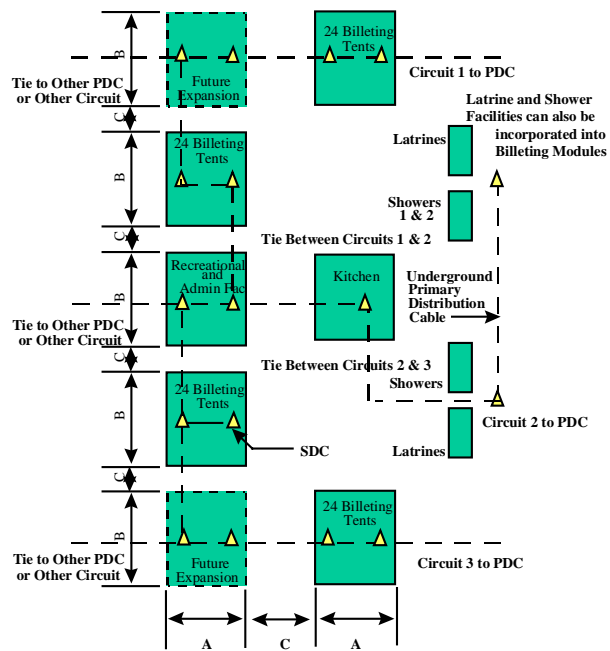 24 Billeting
Tents
B
Circuit 1 to PDC
Tie to Other PDC
or Other Circuit
Future
Expansion
Latrine and Shower
Facilities can also be
incorporated into
Billeting Modules
C
Latrines
24 Billeting
Tents
B
Showers
1 & 2
C
Tie Between Circuits 1 & 2
Recreational
and
Admin Fac
Kitchen
B
Underground
Primary
Distribution
Cable
Tie to Other PDC
or Other Circuit
C
Tie Between Circuits 2 & 3
Showers
24 Billeting
Tents
B
Circuit 2 to PDC
SDC
Latrines
C
24 Billeting
Tents
B
Tie to Other PDC
or Other Circuit
Circuit 3 to PDC
Future
Expansion
A
C
A